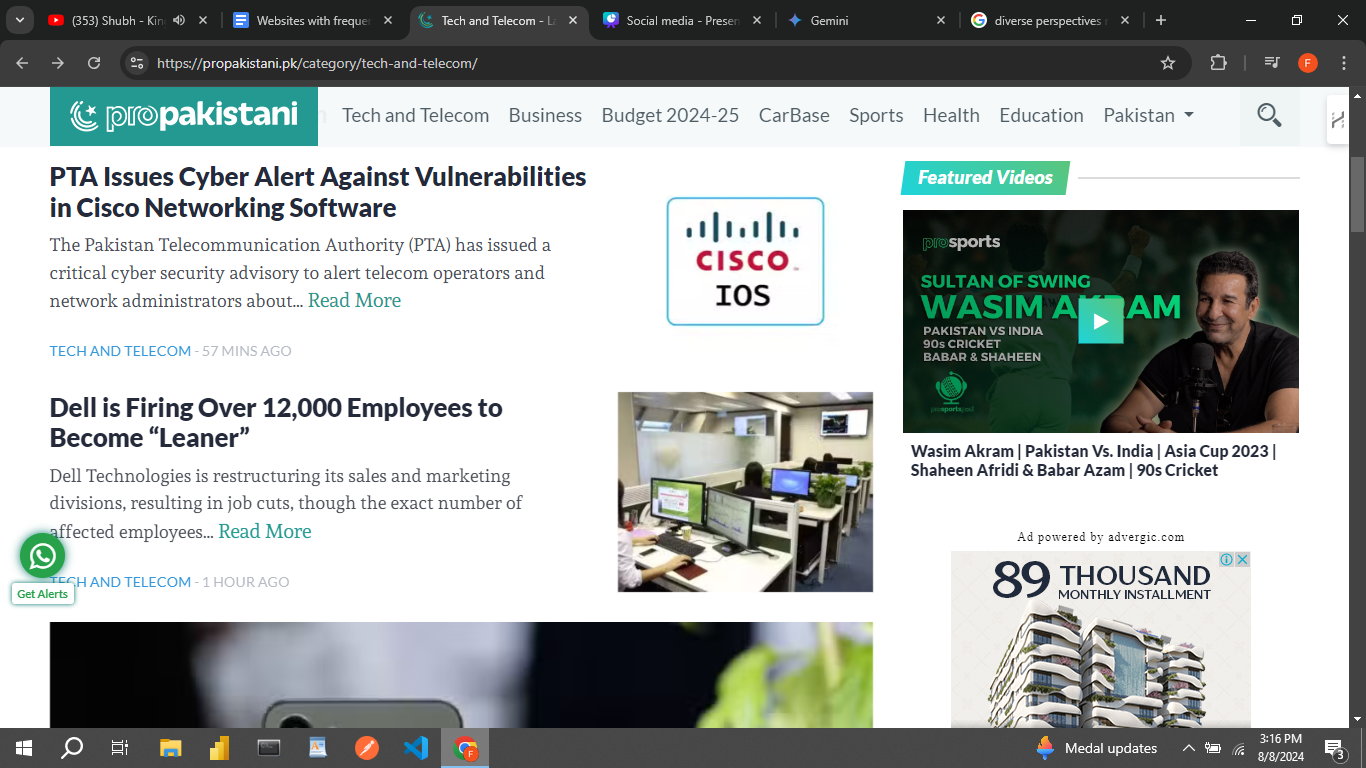 (353) Shubh - Kin
Websites with frequen
Tech and Telecom - La
Social media - Presen
Gemini
diverse perspectives
https://propakistani.pk/category/tech-and-telecom/
F
propakistani
Tech and Telecom
Business
Budget 2024-25
CarBase
Sports
Health
Education
Pakistan
PTA Issues Cyber Alert Against Vulnerabilities
in Cisco Networking Software
The Pakistan Telecommunication Authority (PTA) has issued a
critical cyber security advisory to alert telecom operators and
network administrators about... Read More
TECH AND TELECOM - 57 MINS AGO
CISCO
IOS
Dell is Firing Over 12,000 Employees to
Become “Leaner”
Dell Technologies is restructuring its sales and marketing
divisions, resulting in job cuts, though the exact number of
affected employees... Read More
TECH AND TELECOM - 1 HOUR AGO
Get Alerts
Featured Videos
prosports
SULTAN OF SWING
WASIM AKRAM
PAKISTAN VS INDIA
90s CRICKET
BABAR & SHAHEEN
Wasim Akram | Pakistan Vs. India | Asia Cup 2023 |
Shaheen Afridi & Babar Azam | 90s Cricket
Ad powered by advergic.com
89 THOUSAND
MONTHLY INSTALLMENT
Medal updates
3:16 PM
8/8/2024
3